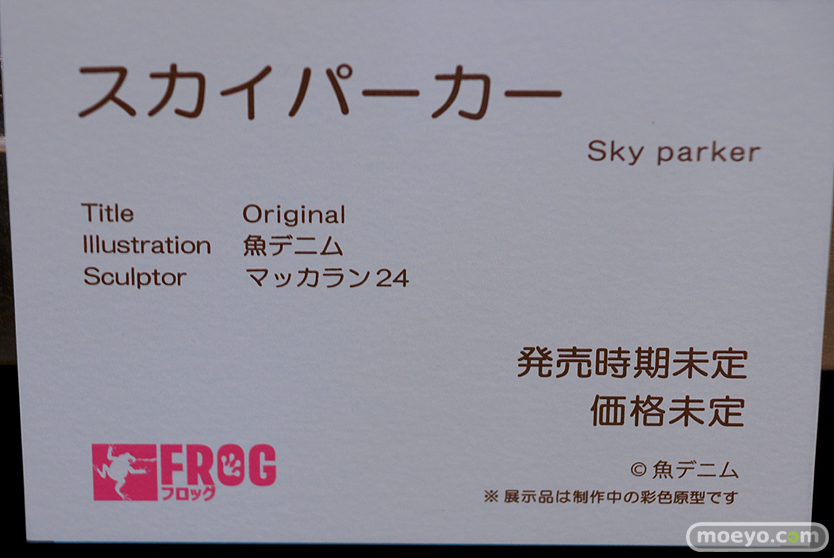 スカイパーカー
Sky parker
Title Original
Illustration 魚デニム
Sculptor マッカラン24
発売時期未定
価格未定
FROG
フロッグ
© 魚デニム
※展示品は制作中の彩色原型です
moeyo.com